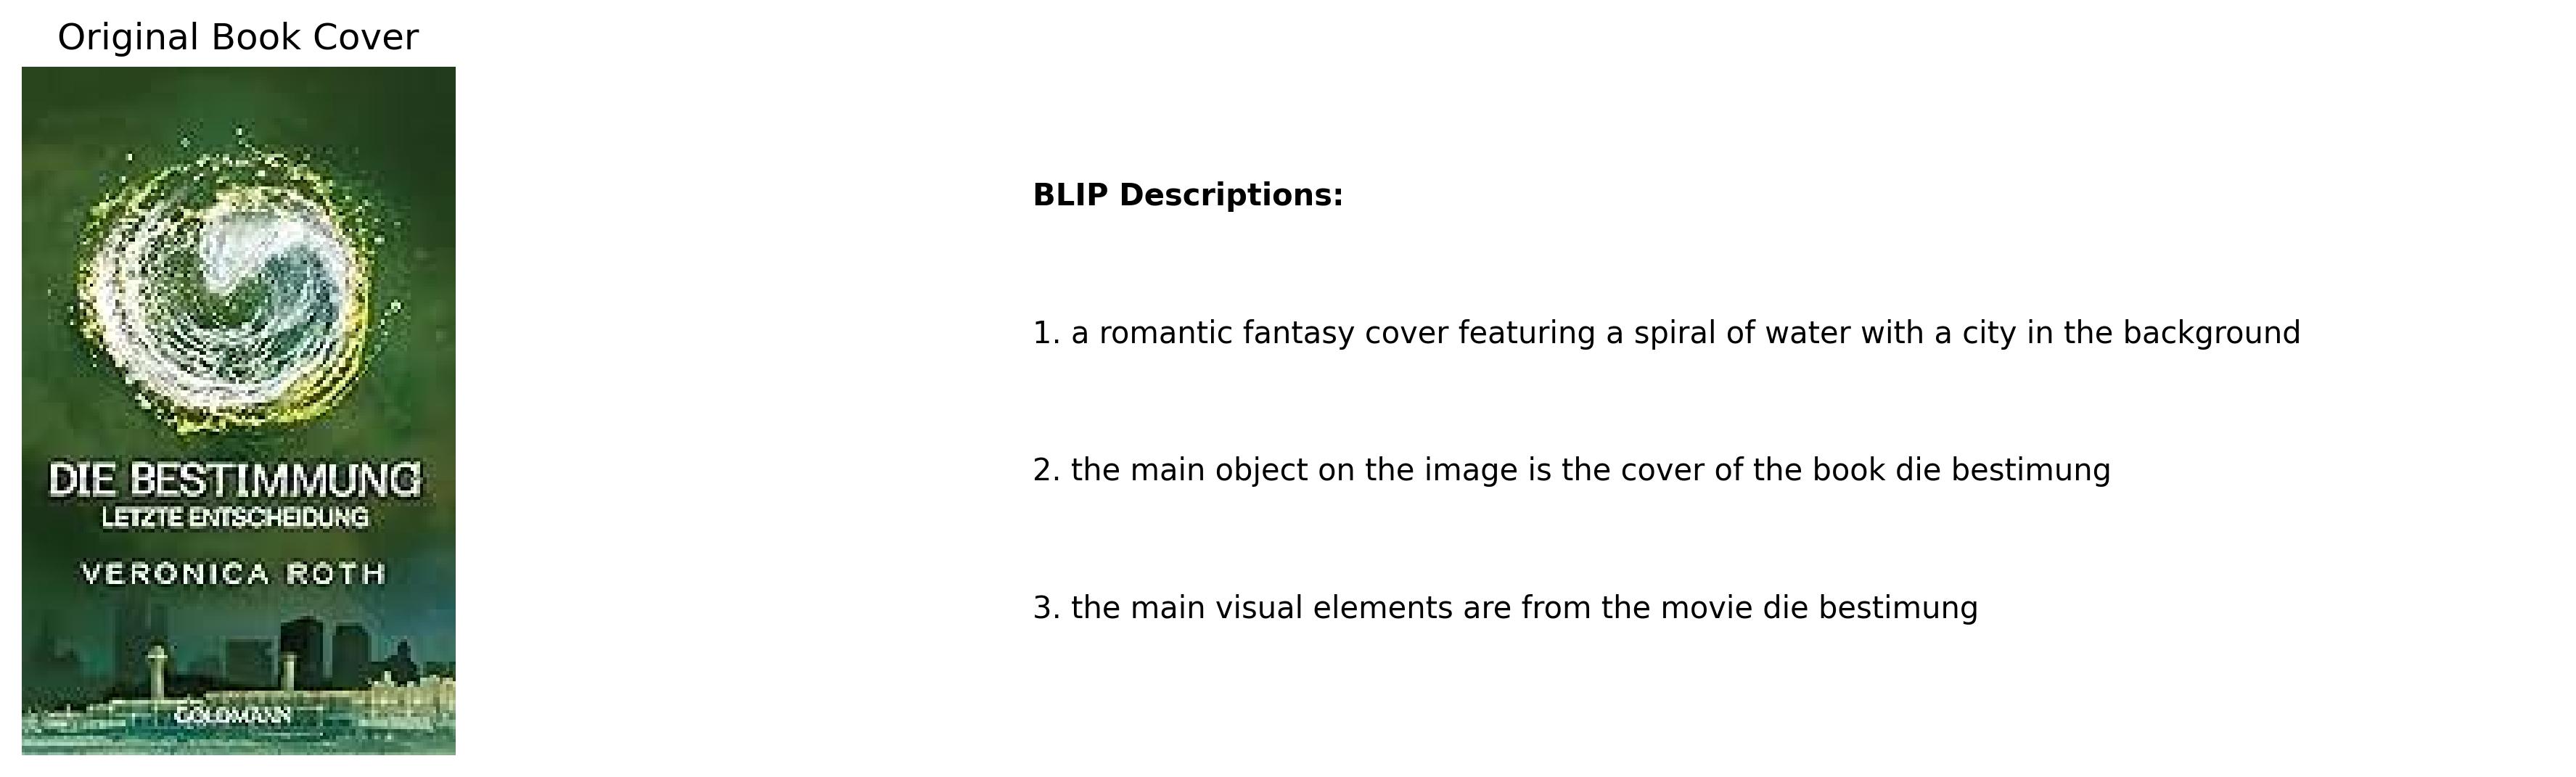 Original Book Cover
DIE BESTIMMUNG
LETZTE ENTSCHEIDUNG
VERONICA ROTH
GOLDMANN
BLIP Descriptions:
1. a romantic fantasy cover featuring a spiral of water with a city in the background
2. the main object on the image is the cover of the book die bestimung
3. the main visual elements are from the movie die bestimung